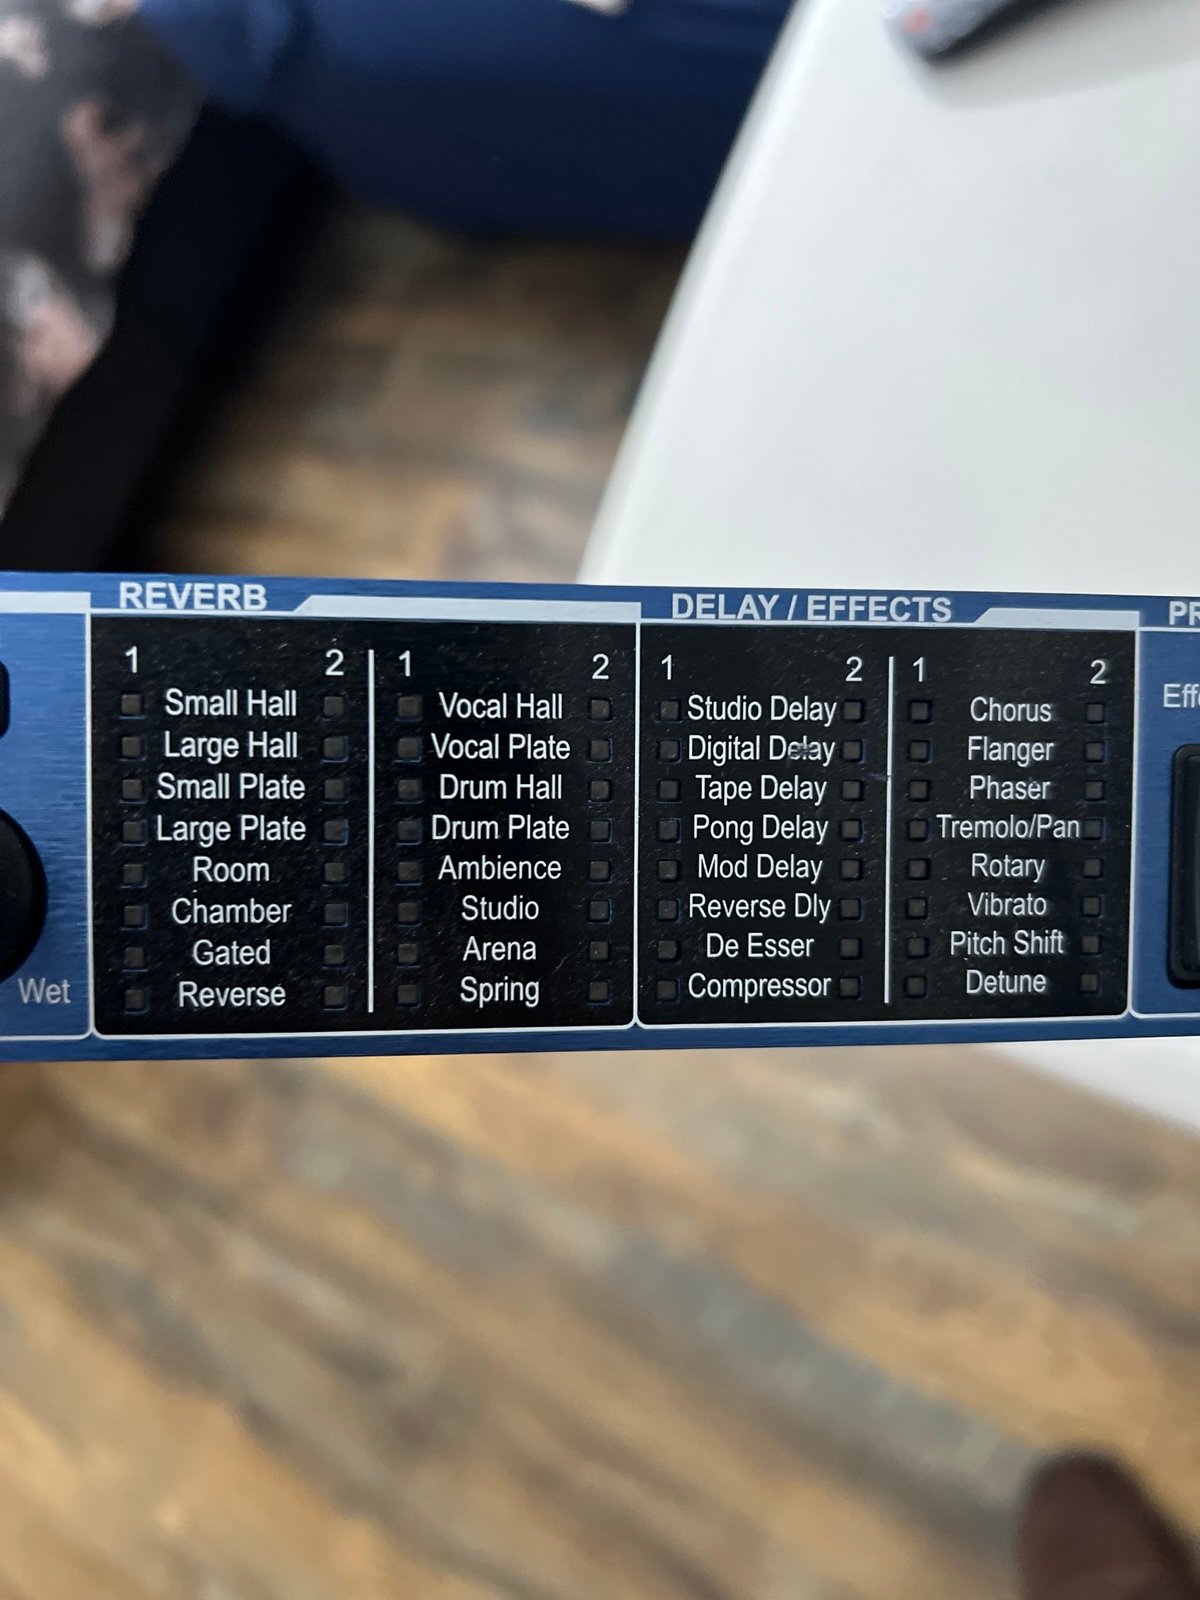 REVERB
1 2
Small Hall
Large Hall
Small Plate
Large Plate
Room
Chamber
Gated
Reverse
1 2
Vocal Hall
Vocal Plate
Drum Hall
Drum Plate
Ambience
Studio
Arena
Spring
DELAY / EFFECTS
1 2
Studio Delay
Digital Delay
Tape Delay
Pong Delay
Mod Delay
Reverse Dly
De Esser
Compressor
1 2
Chorus
Flanger
Phaser
Tremolo/Pan
Rotary
Vibrato
Pitch Shift
Detune
Wet